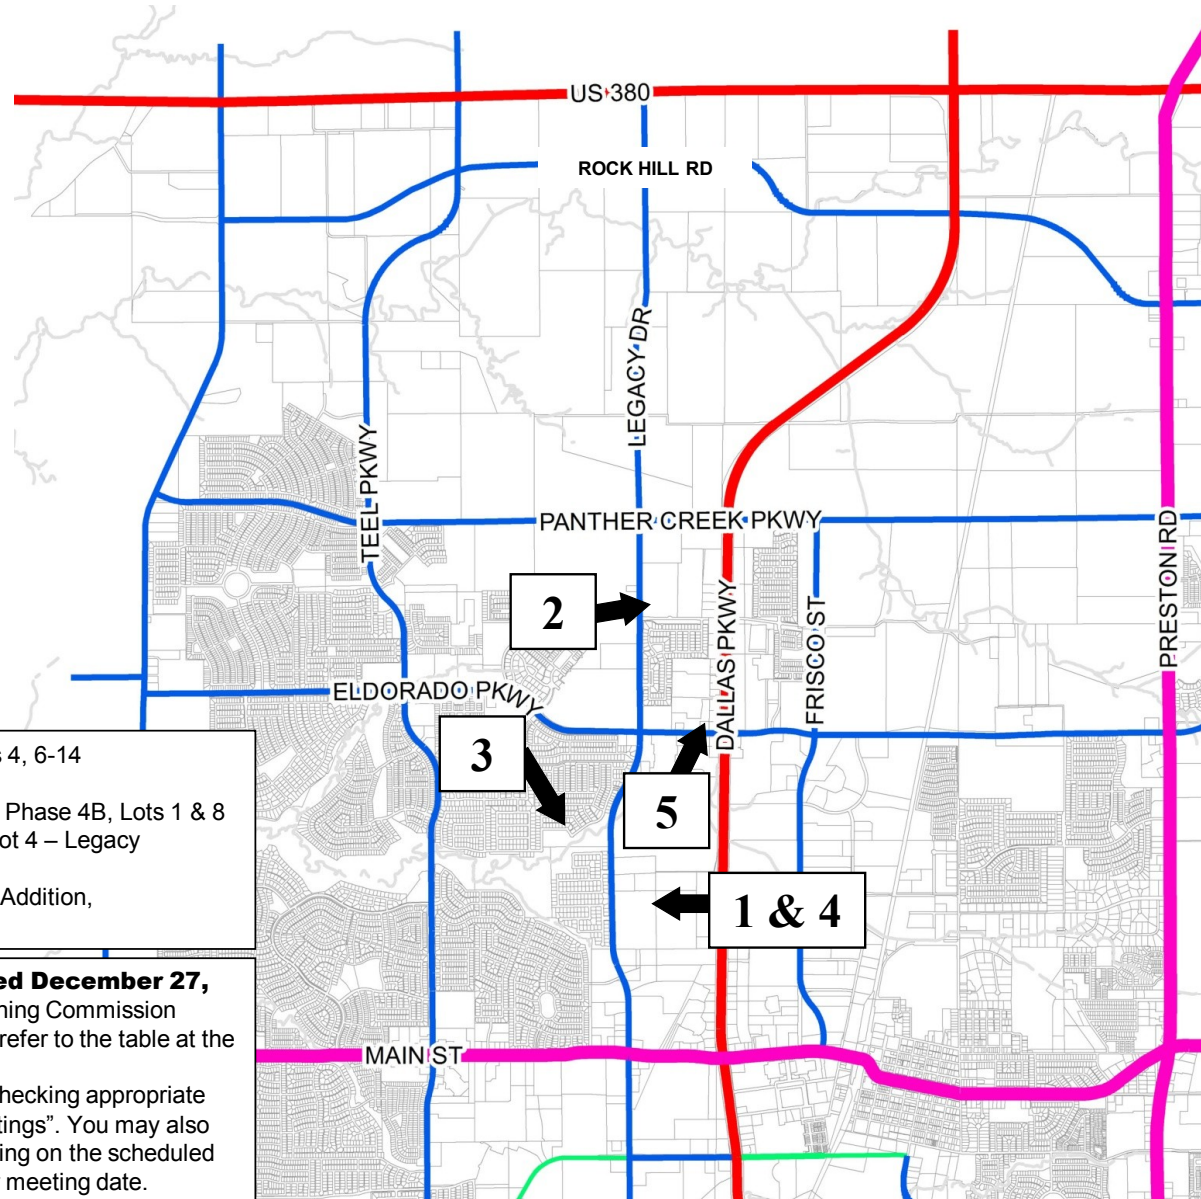 US 380
ROCK HILL RD
LEGACY DR
TEEL PKWY
PANTHER CREEK PKWY
PRESTON RD
2
DALLAS PKWY
FRISCO ST
ELDORADO PKWY
3
5
1 & 4
4, 6-14
Phase 4B, Lots 1 & 8
ot 4 – Legacy
Addition,
ed December 27,
ning Commission
refer to the table at the
MAIN ST
hecking appropriate
tings”. You may also
ing on the scheduled
meeting date.